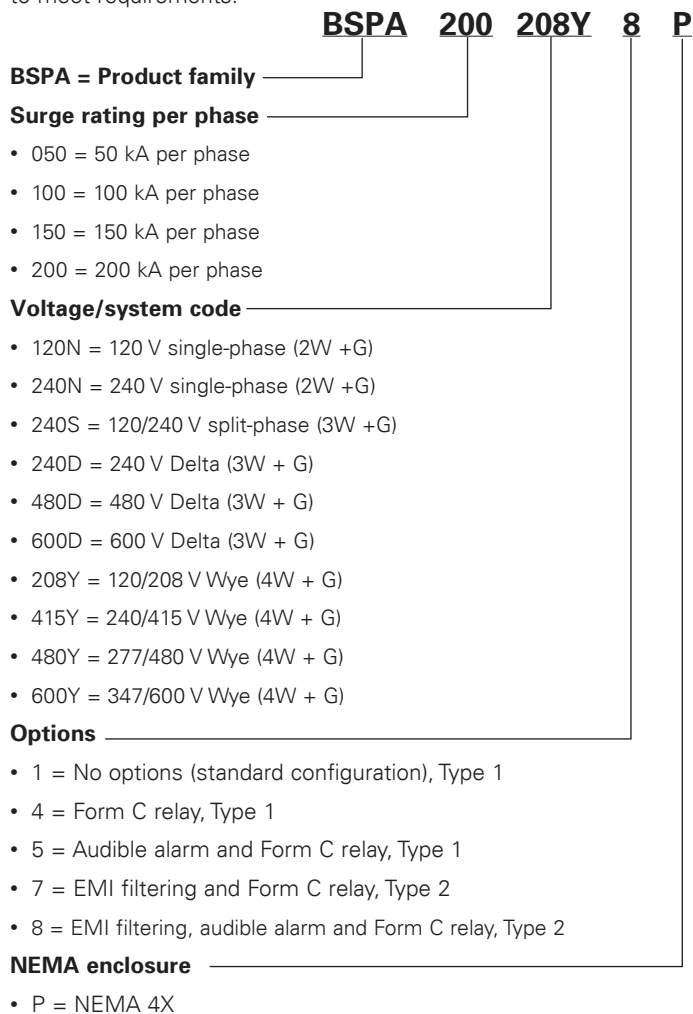 to meet requirements.
BSPA 200 208Y 8 P
BSPA = Product family
Surge rating per phase
• 050 = 50 kA per phase
• 100 = 100 kA per phase
• 150 = 150 kA per phase
• 200 = 200 kA per phase
Voltage/system code
• 120N = 120 V single-phase (2W +G)
• 240N = 240 V single-phase (2W +G)
• 240S = 120/240 V split-phase (3W +G)
• 240D = 240 V Delta (3W + G)
• 480D = 480 V Delta (3W + G)
• 600D = 600 V Delta (3W + G)
• 208Y = 120/208 V Wye (4W + G)
• 415Y = 240/415 V Wye (4W + G)
• 480Y = 277/480 V Wye (4W + G)
• 600Y = 347/600 V Wye (4W + G)
Options
• 1 = No options (standard configuration), Type 1
• 4 = Form C relay, Type 1
• 5 = Audible alarm and Form C relay, Type 1
• 7 = EMI filtering and Form C relay, Type 2
• 8 = EMI filtering, audible alarm and Form C relay, Type 2
NEMA enclosure
• P = NEMA 4X